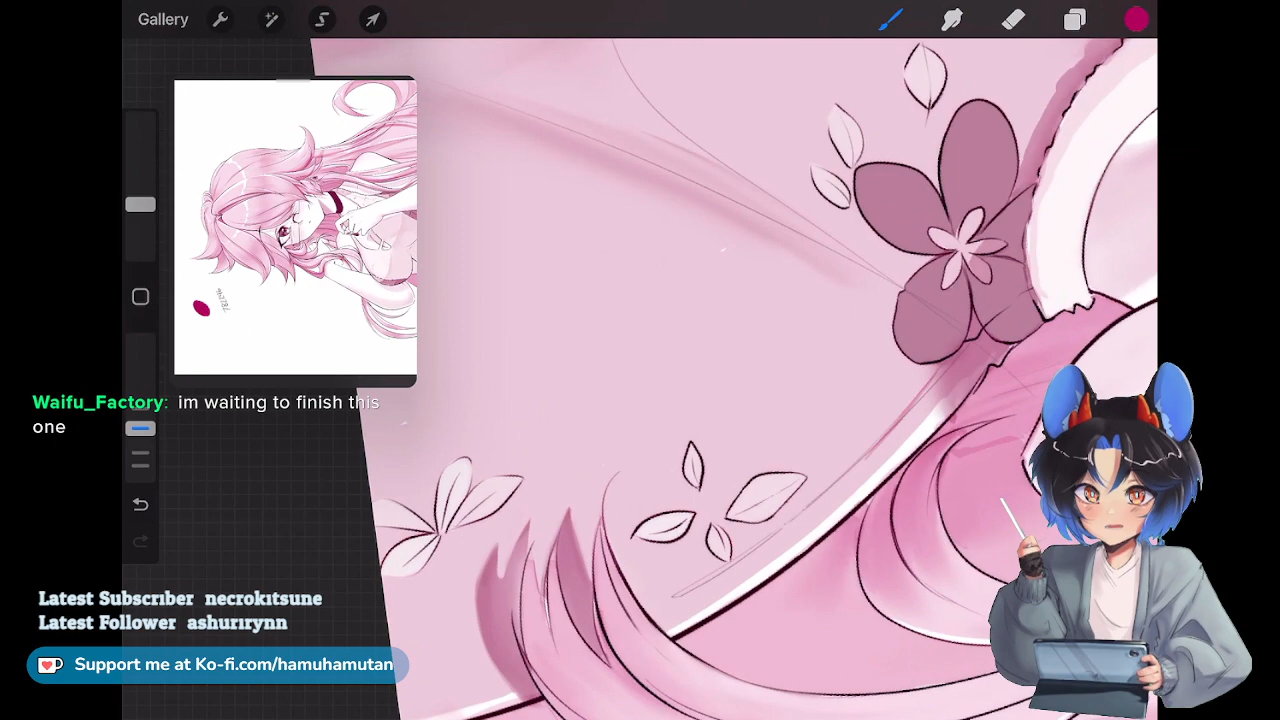 Gallery
Waifu_Factory: im waiting to finish this
one
Latest Subscriber necrokitsune
Latest Follower ashurirynn
Support me at Ko-fi.com/hamuhamutan